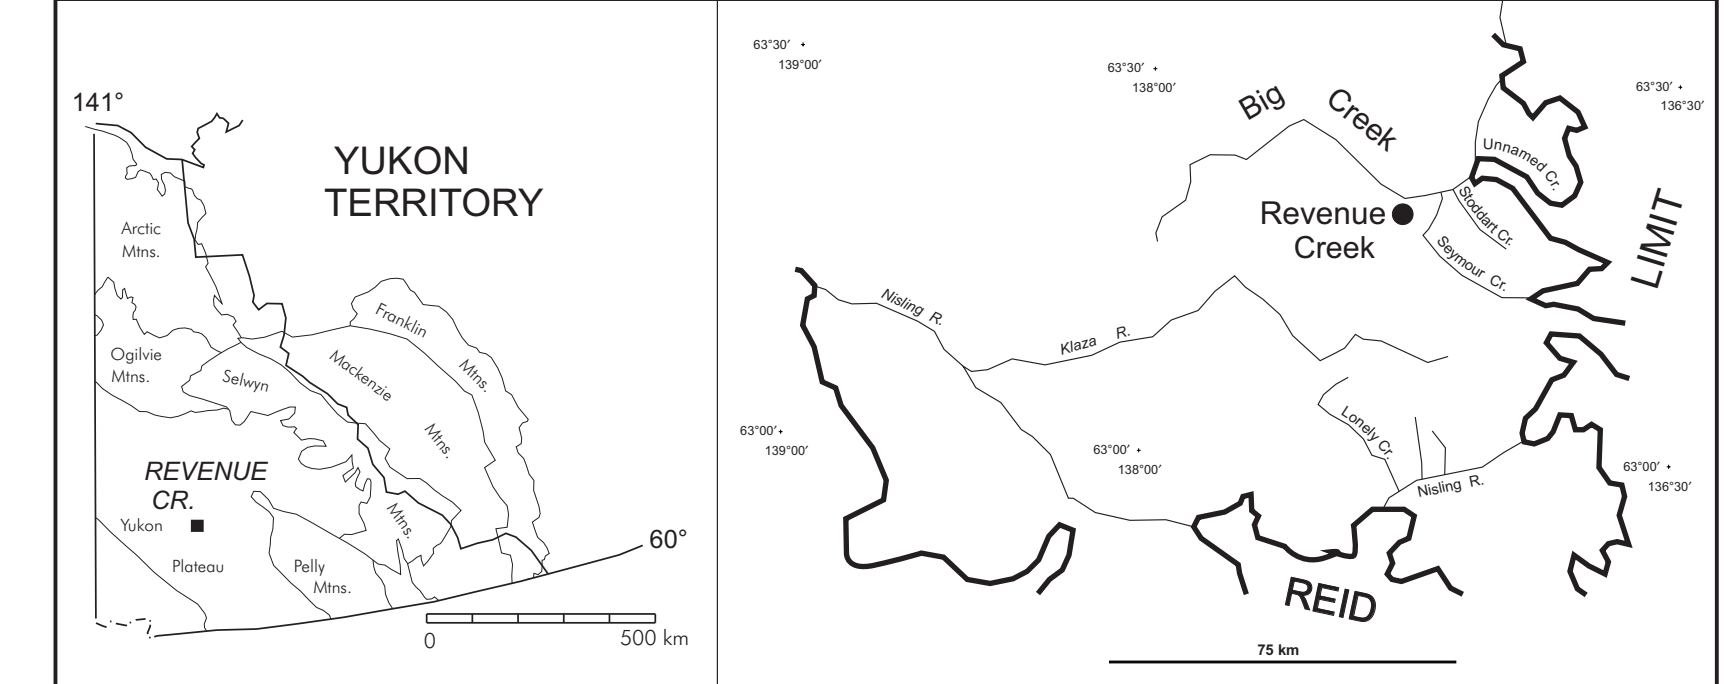 141°
YUKON
TERRITORY
Arctic
Mtns.
Ogilvie
Mtns.
Selwyn
Mackenzie
Mtns.
Franklin
Mtns.
REVENUE
CR.
Yukon
Plateau
Pelly
Mtns.
Mtns.
60°
0
500 km
63°30′
139°00′
63°30′
138°00′
63°30′
136°30′
Big Creek
Unnamed Cr.
Revenue
Creek
Stoddart Cr.
Seymour Cr.
LIMIT
Nisling R.
Klaza R.
Lonely Cr.
63°00′
139°00′
63°00′
138°00′
63°00′
136°30′
Nisling R.
REID
75 km